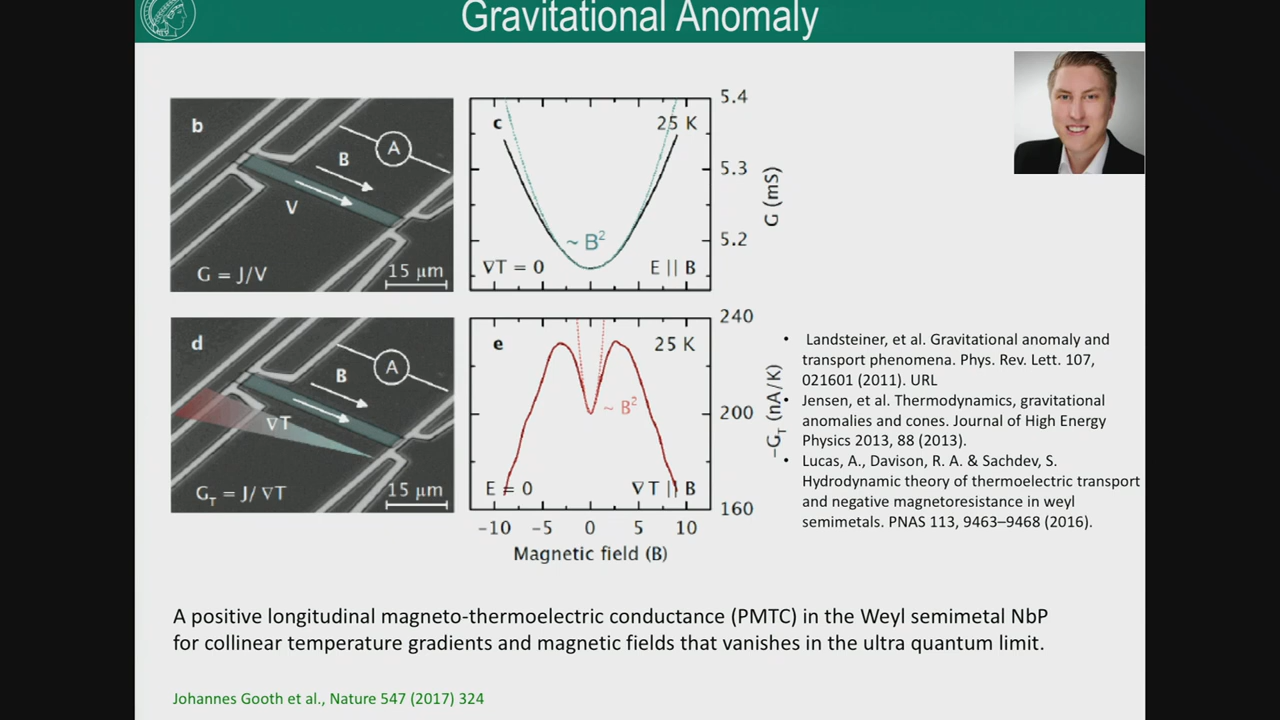 Gravitational Anomaly
b
A
B
V
G = J/V
15 μm
c
25 K
~ B²
∇T = 0
E || B
5.4
5.3
5.2
G (mS)
d
A
B
∇T
G_T = J/ ∇T
15 μm
e
25 K
~ B²
E = 0
∇ T || B
240
200
160
-G_T (nA/K)
-10 -5 0 5 10
Magnetic field (B)
• Landsteiner, et al. Gravitational anomaly and
transport phenomena. Phys. Rev. Lett. 107,
021601 (2011). URL
• Jensen, et al. Thermodynamics, gravitational
anomalies and cones. Journal of High Energy
Physics 2013, 88 (2013).
• Lucas, A., Davison, R. A. & Sachdev, S.
Hydrodynamic theory of thermoelectric transport
and negative magnetoresistance in weyl
semimetals. PNAS 113, 9463–9468 (2016).
A positive longitudinal magneto-thermoelectric conductance (PMTC) in the Weyl semimetal NbP
for collinear temperature gradients and magnetic fields that vanishes in the ultra quantum limit.
Johannes Gooth et al., Nature 547 (2017) 324